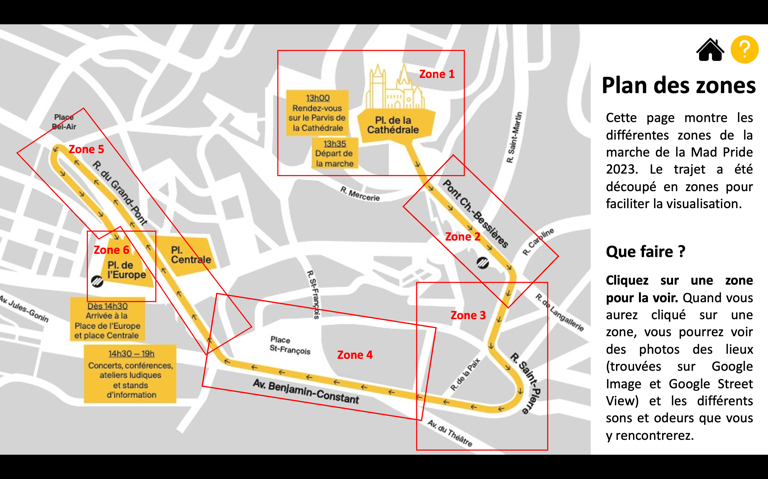 Zone 1
13h00
Rendez-vous
sur le Parvis de
la Cathédrale
13h35
Départ de
la marche
Pl. de la
Cathédrale
R. Saint-Martin
Place
Bel-Air
Zone 5
R. du Grand-Pont
R. Mercerie
Pont Ch.-Bessières
Zone 2
R. Caroline
R. de Langallerie
Zone 6
Pl. de
l'Europe
Pl.
Centrale
Av. Jules-Gonin
Dès 14h30
Arrivée à la
Place de l'Europe
et place Centrale
14h30 – 19h
Concerts, conférences,
ateliers ludiques
et stands
d'information
R. St-François
Place
St-François
Zone 4
Av. Benjamin-Constant
Zone 3
R. de la Paix
R. Saint-Pierre
Av. du Théâtre
?
Plan des zones
Cette page montre les
différentes zones de la
marche de la Mad Pride
2023. Le trajet a été
découpé en zones pour
faciliter la visualisation.
Que faire ?
Cliquez sur une zone
pour la voir. Quand vous
aurez cliqué sur une
zone, vous pourrez voir
des photos des lieux
(trouvées sur Google
Image et Google Street
View) et les différents
sons et odeurs que vous
y rencontrerez.